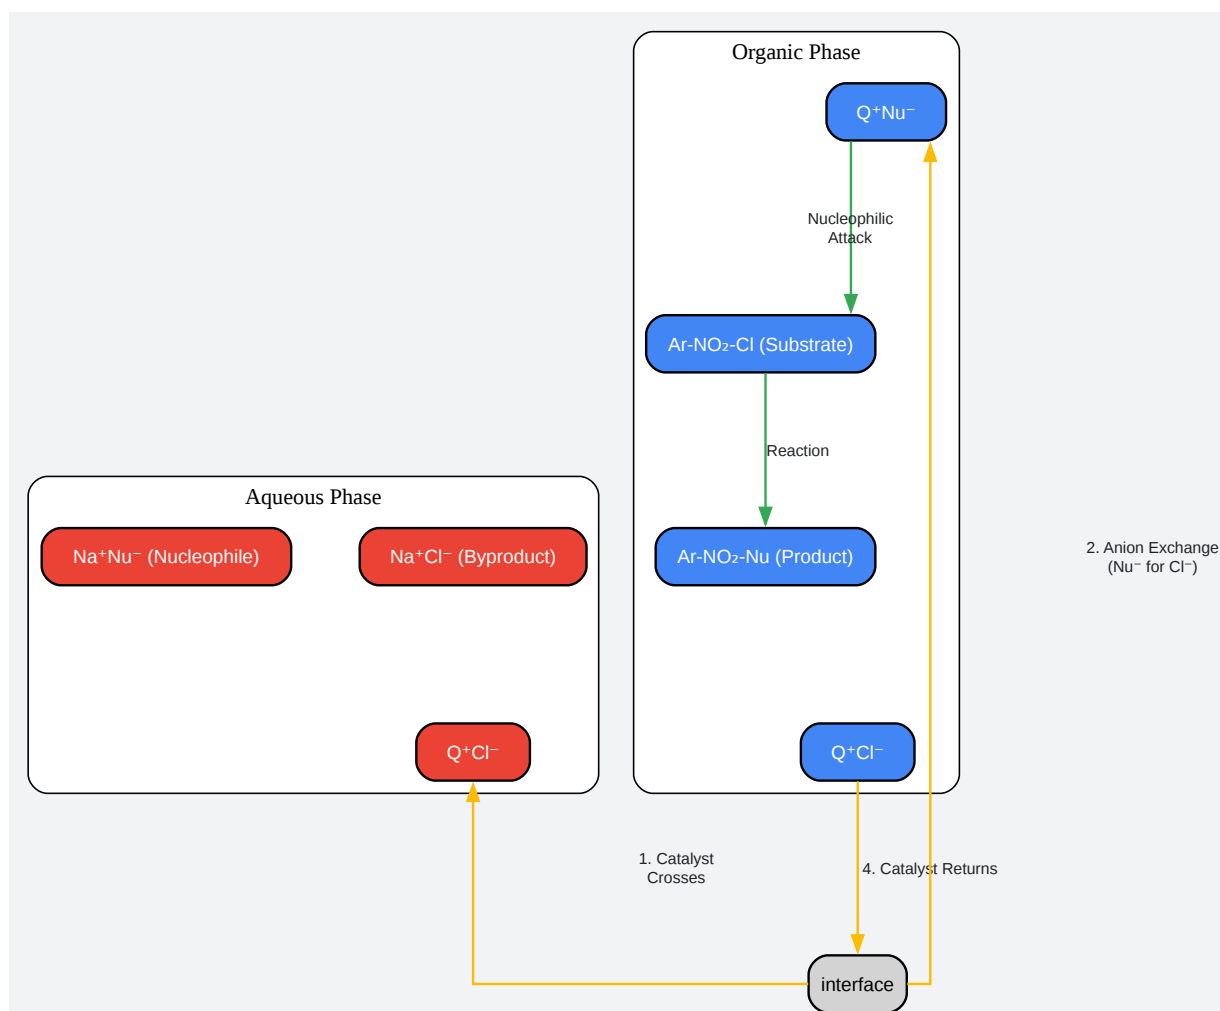 Organic Phase
Q⁺Nu⁻
Nucleophilic
Attack
Ar-NO₂-Cl (Substrate)
Reaction
Aqueous Phase
Na⁺Nu⁻ (Nucleophile)
Na⁺Cl⁻ (Byproduct)
Ar-NO₂-Nu (Product)
2. Anion Exchange
(Nu⁻ for Cl⁻)
Q⁺Cl⁻
Q⁺Cl⁻
1. Catalyst
Crosses
4. Catalyst Returns
interface